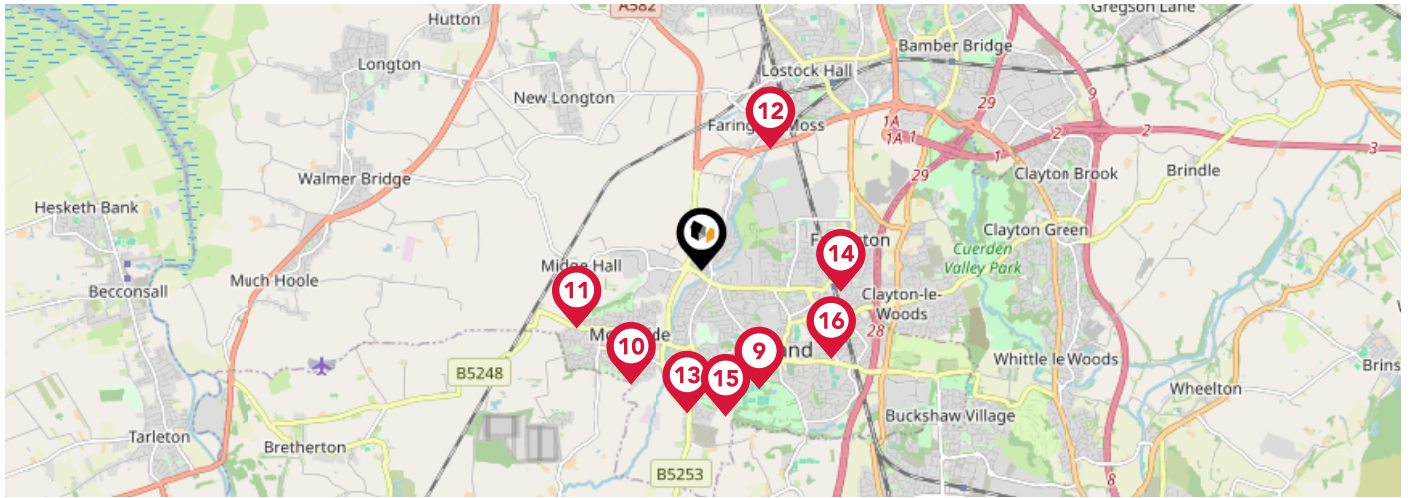 Hutton
A582
Gregson Lane
Bamber Bridge
Longton
Lostock Hall
New Longton
29
9
12
Moss
1A
1A
1
2
2
1
3
Walmer Bridge
29
Clayton Brook
Brindle
Hesketh Bank
Clayton Green
14
Cuerden
Valley Park
Midge Hall
Much Hoole
Becconsall
11
Clayton-le-
Woods
16
28
10
9
13
15
Whittle le Woods
B5248
Wheelton
Buckshaw Village
Tarleton
Bretherton
B5253
8